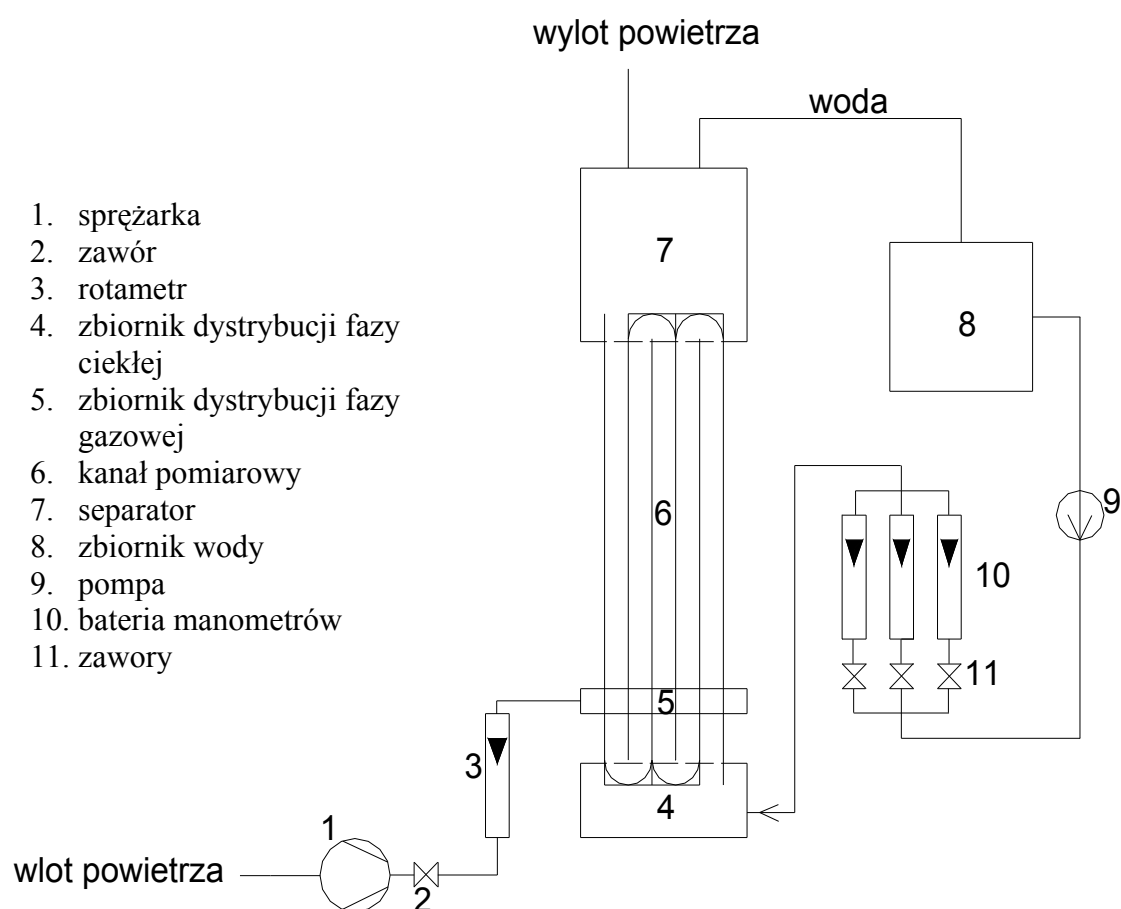 wylot powietrza
woda
1. sprężarka
2. zawór
3. rotametr
4. zbiornik dystrybucji fazy
ciekłej
5. zbiornik dystrybucji fazy
gazowej
6. kanał pomiarowy
7. separator
8. zbiornik wody
9. pompa
10. bateria manometrów
11. zawory
7
8
6
9
10
11
5
3
4
1
2
wlot powietrza